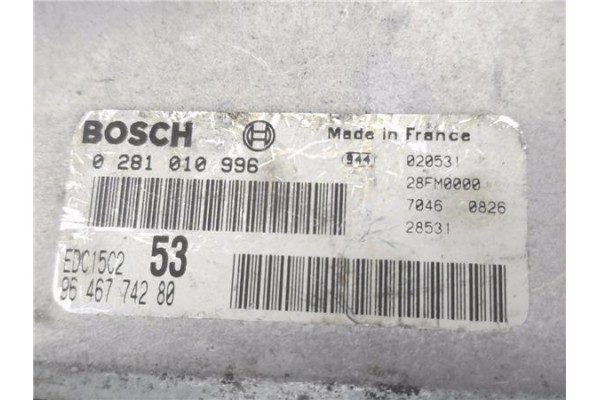 BOSCH
Made in France
0 281 010 996
944 020531
28FM0000
7046 0826
28531
EDC15C2 53
96 467 742 80